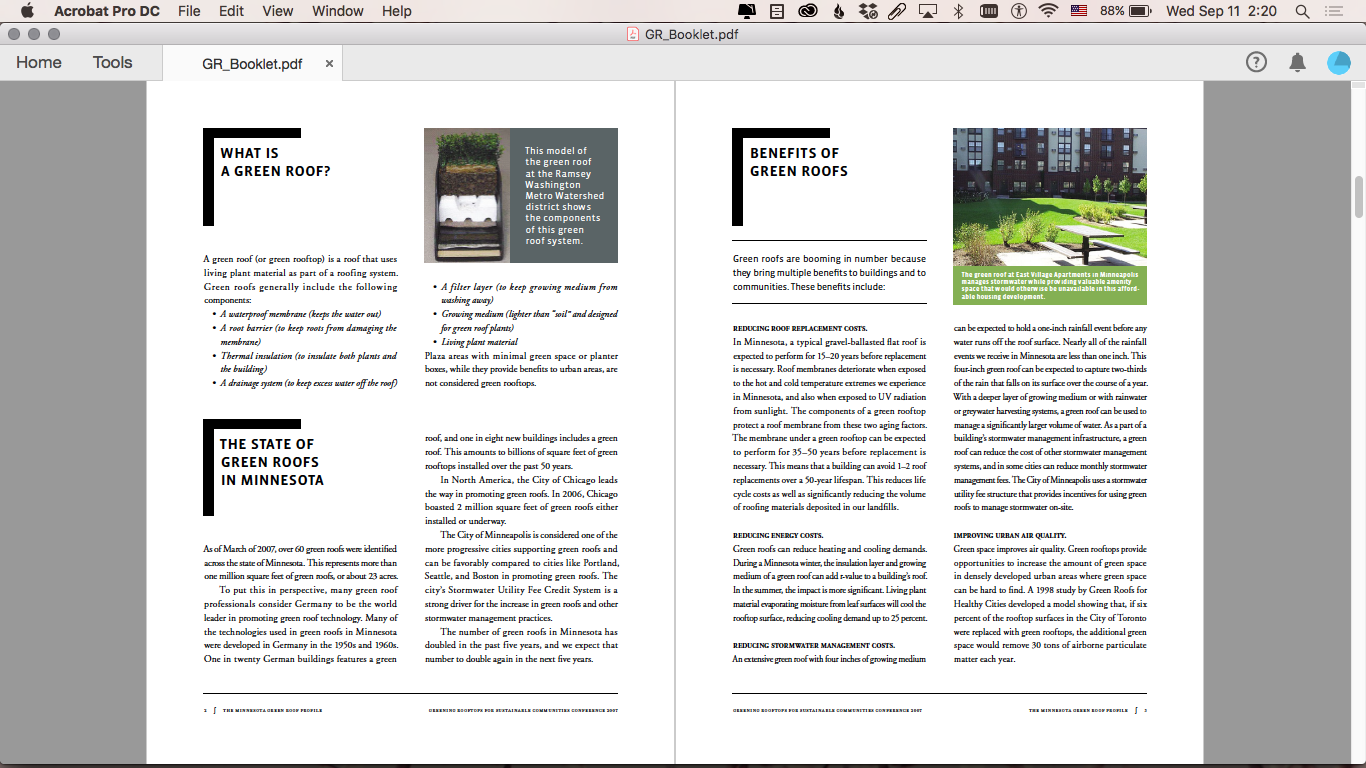 Acrobat Pro DC File Edit View Window Help 88% Wed Sep 11 2:20
GR_Booklet.pdf
Home Tools GR_Booklet.pdf ×
WHAT IS
A GREEN ROOF?
A green roof (or green rooftop) is a roof that uses
living plant material as part of a roofing system.
Green roofs generally include the following
components:
• A waterproof membrane (keeps the water out)
• A root barrier (to keep roots from damaging the
membrane)
• Thermal insulation (to insulate both plants and
the building)
• A drainage system (to keep excess water off the roof)
This model of
the green roof
at the Ramsey
Washington
Metro Watershed
district shows
the components
of this green
roof system.
• A filter layer (to keep growing medium from
washing away)
• Growing medium (lighter than "soil" and designed
for green roof plants)
• Living plant material
Plaza areas with minimal green space or planter
boxes, while they provide benefits to urban areas, are
not considered green rooftops.
THE STATE OF
GREEN ROOFS
IN MINNESOTA
As of March of 2007, over 60 green roofs were identified
across the state of Minnesota. This represents more than
one million square feet of green roofs, or about 23 acres.
To put this in perspective, many green roof
professionals consider Germany to be the world
leader in promoting green roof technology. Many of
the technologies used in green roofs in Minnesota
were developed in Germany in the 1950s and 1960s.
One in twenty German buildings features a green
roof, and one in eight new buildings includes a green
roof. This amounts to billions of square feet of green
rooftops installed over the past 50 years.
In North America, the City of Chicago leads
the way in promoting green roofs. In 2006, Chicago
boasted 2 million square feet of green roofs either
installed or underway.
The City of Minneapolis is considered one of the
more progressive cities supporting green roofs and
can be favorably compared to cities like Portland,
Seattle, and Boston in promoting green roofs. The
city's Stormwater Utility Fee Credit System is a
strong driver for the increase in green roofs and other
stormwater management practices.
The number of green roofs in Minnesota has
doubled in the past five years, and we expect that
number to double again in the next five years.
2 ∫ THE MINNESOTA GREEN ROOF PROFILE GREENING ROOFTOPS FOR SUSTAINABLE COMMUNITIES CONFERENCE 2007
BENEFITS OF
GREEN ROOFS
Green roofs are booming in number because
they bring multiple benefits to buildings and to
communities. These benefits include:
REDUCING ROOF REPLACEMENT COSTS.
In Minnesota, a typical gravel-ballasted flat roof is
expected to perform for 15–20 years before replacement
is necessary. Roof membranes deteriorate when exposed
to the hot and cold temperature extremes we experience
in Minnesota, and also when exposed to UV radiation
from sunlight. The components of a green rooftop
protect a roof membrane from these two aging factors.
The membrane under a green rooftop can be expected
to perform for 35–50 years before replacement is
necessary. This means that a building can avoid 1–2 roof
replacements over a 50-year lifespan. This reduces life
cycle costs as well as significantly reducing the volume
of roofing materials deposited in our landfills.
REDUCING ENERGY COSTS.
Green roofs can reduce heating and cooling demands.
During a Minnesota winter, the insulation layer and growing
medium of a green roof can add r-value to a building's roof.
In the summer, the impact is more significant. Living plant
material evaporating moisture from leaf surfaces will cool the
rooftop surface, reducing cooling demand up to 25 percent.
REDUCING STORMWATER MANAGEMENT COSTS.
An extensive green roof with four inches of growing medium
The green roof at East Village Apartments in Minneapolis
manages stormwater while providing valuable amenity
space that would otherwise be unavailable in this afford-
able housing development.
can be expected to hold a one-inch rainfall event before any
water runs off the roof surface. Nearly all of the rainfall
events we receive in Minnesota are less than one inch. This
four-inch green roof can be expected to capture two-thirds
of the rain that falls on its surface over the course of a year.
With a deeper layer of growing medium or with rainwater
or greywater harvesting systems, a green roof can be used to
manage a significantly larger volume of water. As a part of a
building's stormwater management infrastructure, a green
roof can reduce the cost of other stormwater management
systems, and in some cities can reduce monthly stormwater
management fees. The City of Minneapolis uses a stormwater
utility fee structure that provides incentives for using green
roofs to manage stormwater on-site.
IMPROVING URBAN AIR QUALITY.
Green space improves air quality. Green rooftops provide
opportunities to increase the amount of green space
in densely developed urban areas where green space
can be hard to find. A 1998 study by Green Roofs for
Healthy Cities developed a model showing that, if six
percent of the rooftop surfaces in the City of Toronto
were replaced with green rooftops, the additional green
space would remove 30 tons of airborne particulate
matter each year.
GREENING ROOFTOPS FOR SUSTAINABLE COMMUNITIES CONFERENCE 2007 THE MINNESOTA GREEN ROOF PROFILE ∫ 3